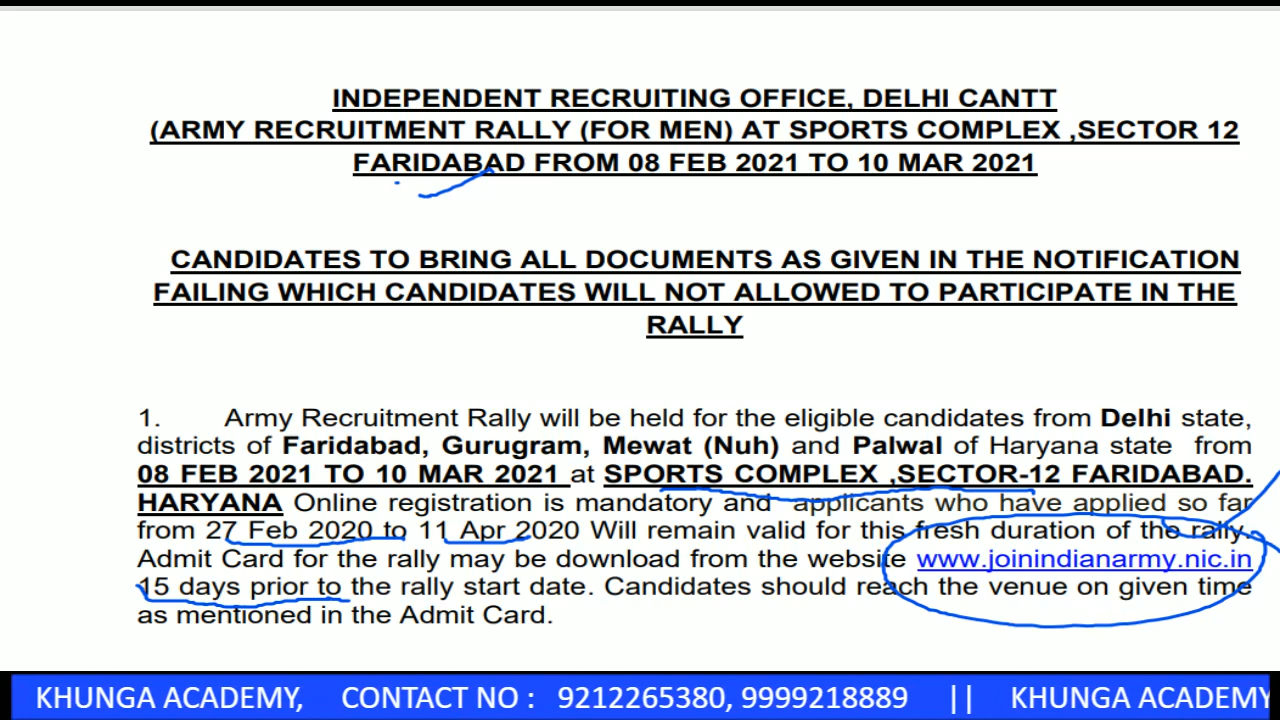 INDEPENDENT RECRUITING OFFICE, DELHI CANTT
(ARMY RECRUITMENT RALLY (FOR MEN) AT SPORTS COMPLEX ,SECTOR 12
FARIDABAD FROM 08 FEB 2021 TO 10 MAR 2021
CANDIDATES TO BRING ALL DOCUMENTS AS GIVEN IN THE NOTIFICATION
FAILING WHICH CANDIDATES WILL NOT ALLOWED TO PARTICIPATE IN THE
RALLY
1. Army Recruitment Rally will be held for the eligible candidates from Delhi state,
districts of Faridabad, Gurugram, Mewat (Nuh) and Palwal of Haryana state from
08 FEB 2021 TO 10 MAR 2021 at SPORTS COMPLEX ,SECTOR-12 FARIDABAD.
HARYANA Online registration is mandatory and applicants who have applied so far
from 27 Feb 2020 to 11 Apr 2020 Will remain valid for this fresh duration of the rally.
Admit Card for the rally may be download from the website www.joinindianarmy.nic.in
15 days prior to the rally start date. Candidates should reach the venue on given time
as mentioned in the Admit Card.
KHUNGA ACADEMY, CONTACT NO : 9212265380, 9999218889 || KHUNGA ACADEMY